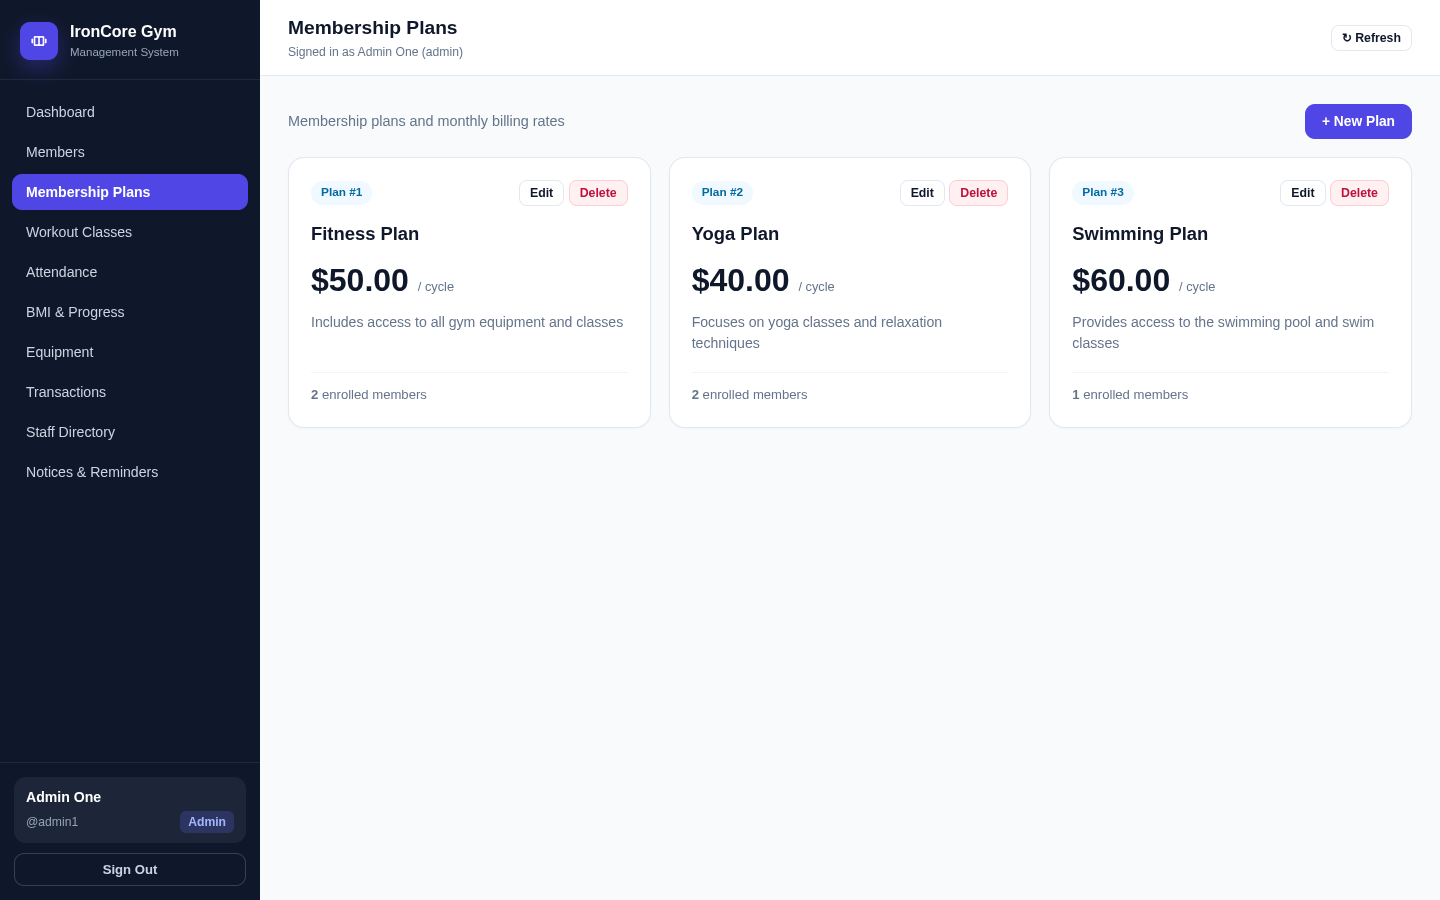 IronCore Gym
Management System
Dashboard
Members
Membership Plans
Workout Classes
Attendance
BMI & Progress
Equipment
Transactions
Staff Directory
Notices & Reminders
Admin One
@admin1
Admin
Sign Out
Membership Plans
Signed in as Admin One (admin)
↻ Refresh
Membership plans and monthly billing rates
+ New Plan
Plan #1
Edit
Delete
Fitness Plan
$50.00 / cycle
Includes access to all gym equipment and classes
2 enrolled members
Plan #2
Edit
Delete
Yoga Plan
$40.00 / cycle
Focuses on yoga classes and relaxation
techniques
2 enrolled members
Plan #3
Edit
Delete
Swimming Plan
$60.00 / cycle
Provides access to the swimming pool and swim
classes
1 enrolled members